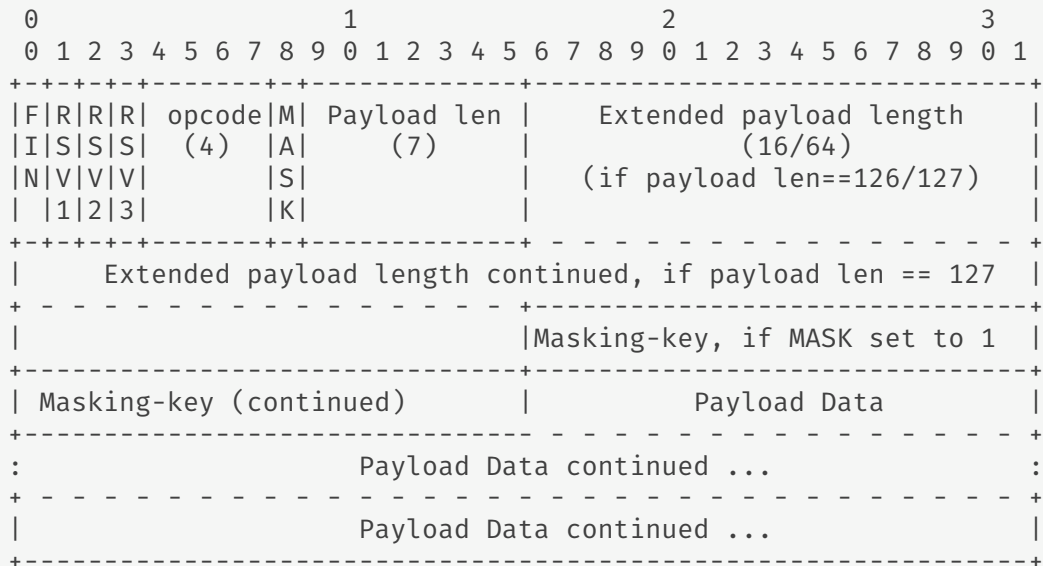 0                   1                   2                   3
0 1 2 3 4 5 6 7 8 9 0 1 2 3 4 5 6 7 8 9 0 1 2 3 4 5 6 7 8 9 0 1
+-+-+-+-+-------+-+-------------+-------------------------------+
|F|R|R|R| opcode|M| Payload len |    Extended payload length    |
|I|S|S|S|  (4)  |A|     (7)     |             (16/64)           |
|N|V|V|V|       |S|             |   (if payload len==126/127)   |
| |1|2|3|       |K|             |                               |
+-+-+-+-+-------+-+-------------+ - - - - - - - - - - - - - - - +
|     Extended payload length continued, if payload len == 127  |
+ - - - - - - - - - - - - - - - +-------------------------------+
|                               |Masking-key, if MASK set to 1  |
+-------------------------------+-------------------------------+
| Masking-key (continued)       |          Payload Data         |
+-------------------------------- - - - - - - - - - - - - - - - +
:                     Payload Data continued ...                :
+ - - - - - - - - - - - - - - - - - - - - - - - - - - - - - - - +
|                     Payload Data continued ...                |
+---------------------------------------------------------------+